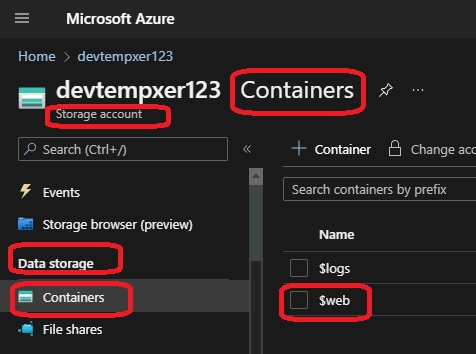 Microsoft Azure
Home > devtempxer123 >
devtempxer123 Containers
Storage account
Search (Ctrl+/)
«
Events
Storage browser (preview)
Data storage
Containers
File shares
+ Container Change acc
Search containers by prefix
Name
$logs
$web